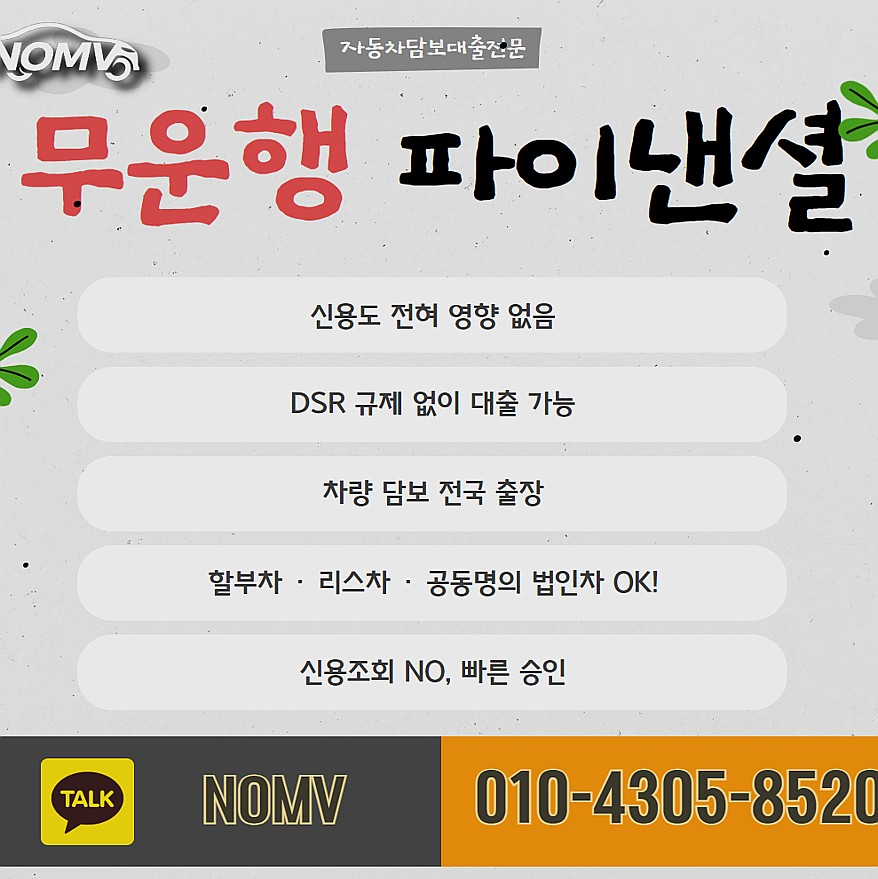 NOMV
자동차담보대출전문
무운행 파이낸셜
신용도 전혀 영향 없음
DSR 규제 없이 대출 가능
차량 담보 전국 출장
할부차 · 리스차 · 공동명의 법인차 OK!
신용조회 NO, 빠른 승인
TALK NOMV 010-4305-8520